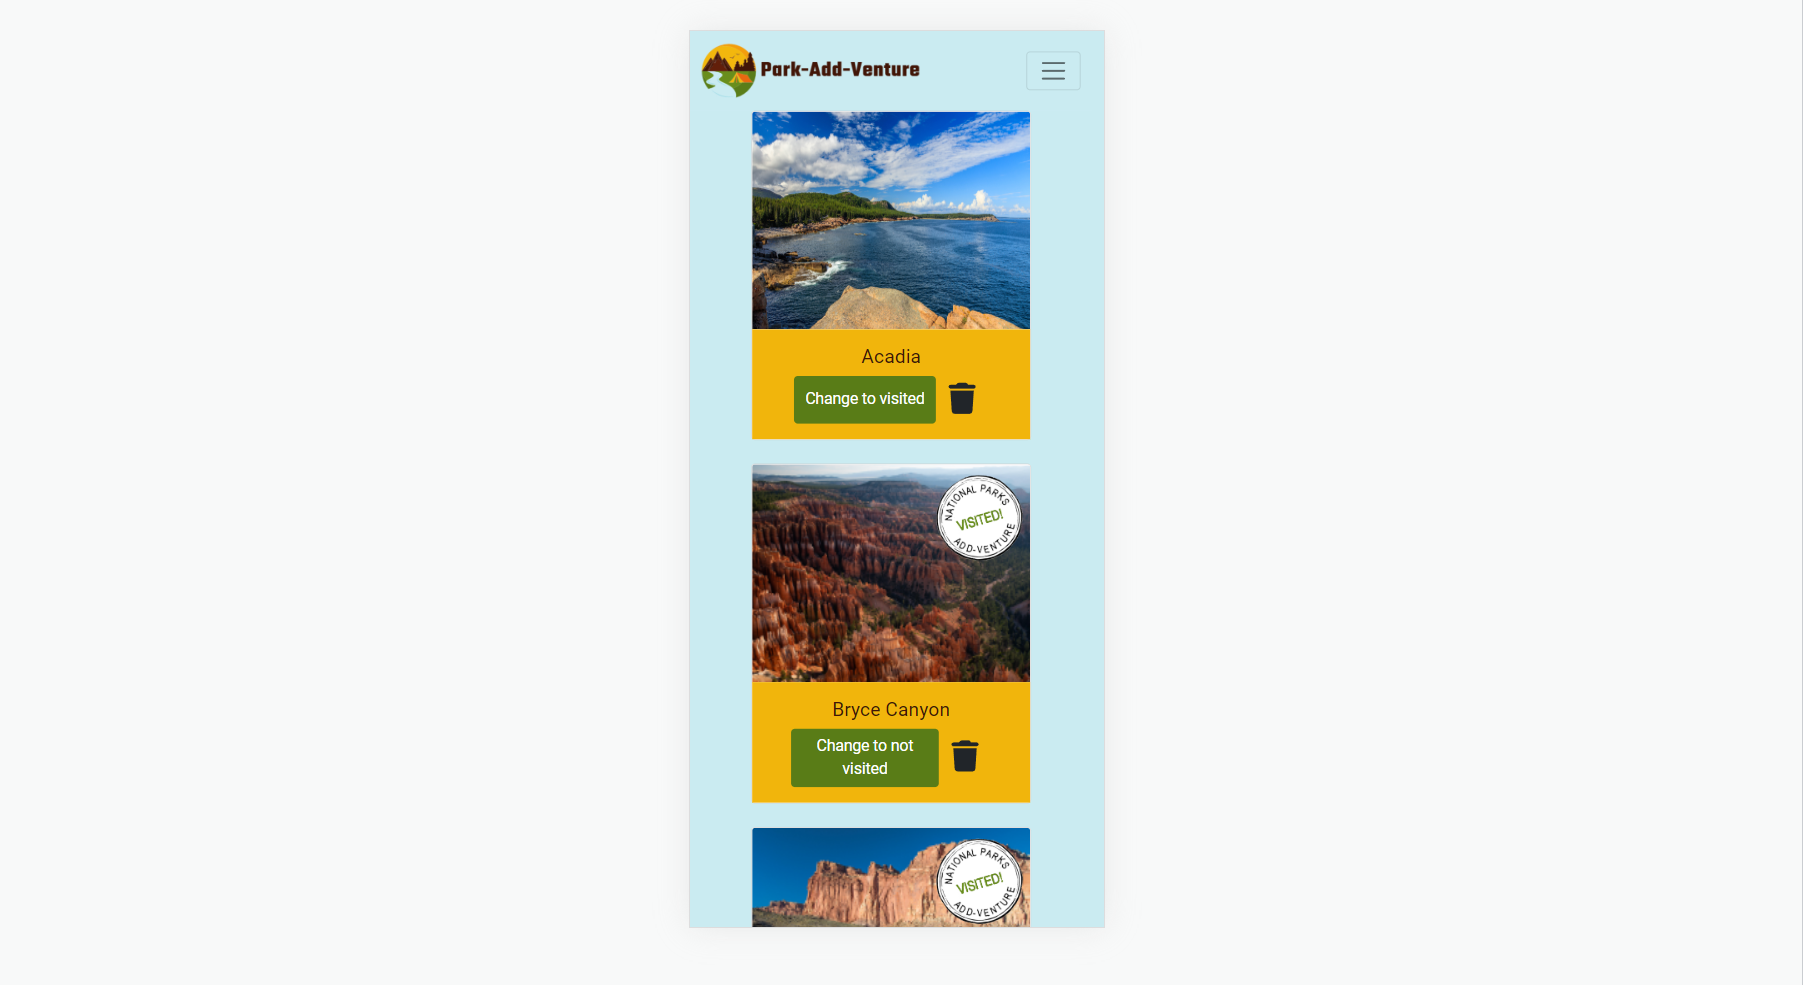 Park-Add-Venture
Acadia
Change to visited
NATIONAL PARKS
VISITED!
ADD-VENTURE
Bryce Canyon
Change to not
visited
NATIONAL PARKS
VISITED!
ADD-VENTURE